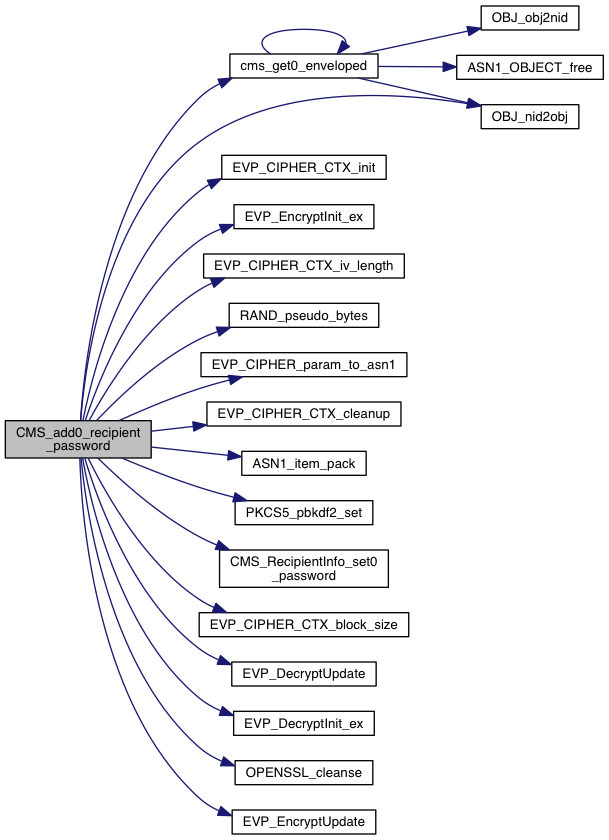 OBJ_obj2nid
cms_get0_enveloped
ASN1_OBJECT_free
OBJ_nid2obj
EVP_CIPHER_CTX_init
EVP_EncryptInit_ex
EVP_CIPHER_CTX_iv_length
RAND_pseudo_bytes
EVP_CIPHER_param_to_asn1
EVP_CIPHER_CTX_cleanup
CMS_add0_recipient
_password
ASN1_item_pack
PKCS5_pbkdf2_set
CMS_RecipientInfo_set0
_password
EVP_CIPHER_CTX_block_size
EVP_DecryptUpdate
EVP_DecryptInit_ex
OPENSSL_cleanse
EVP_EncryptUpdate